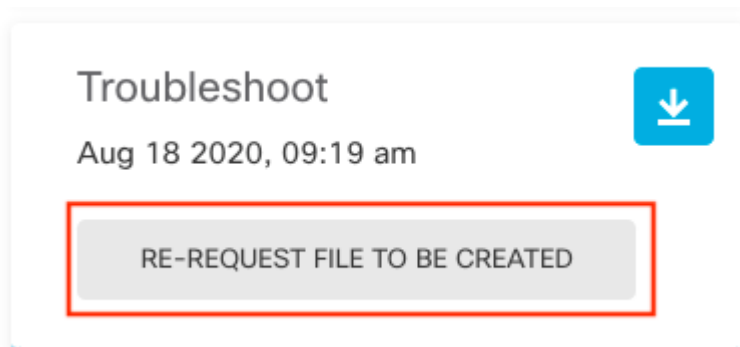 Troubleshoot
Aug 18 2020, 09:19 am
RE-REQUEST FILE TO BE CREATED